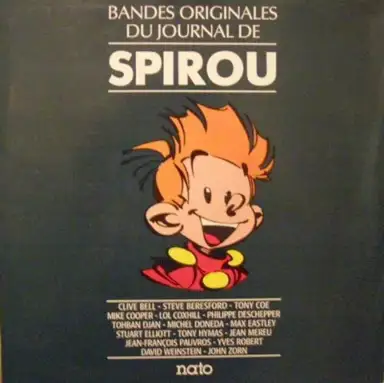 BANDES ORIGINALES
DU JOURNAL DE
SPIROU
CLIVE BELL - STEVE BERESFORD - TONY COE
MIKE COOPER - LOL COXHILL - PHILIPPE DESCHEPPER
TOHBAN DJAN - MICHEL DONEDA - MAX EASTLEY
STUART ELLIOTT - TONY HYMAS - JEAN MEREU
JEAN-FRANÇOIS PAUVROS - YVES ROBERT
DAVID WEINSTEIN - JOHN ZORN
nato